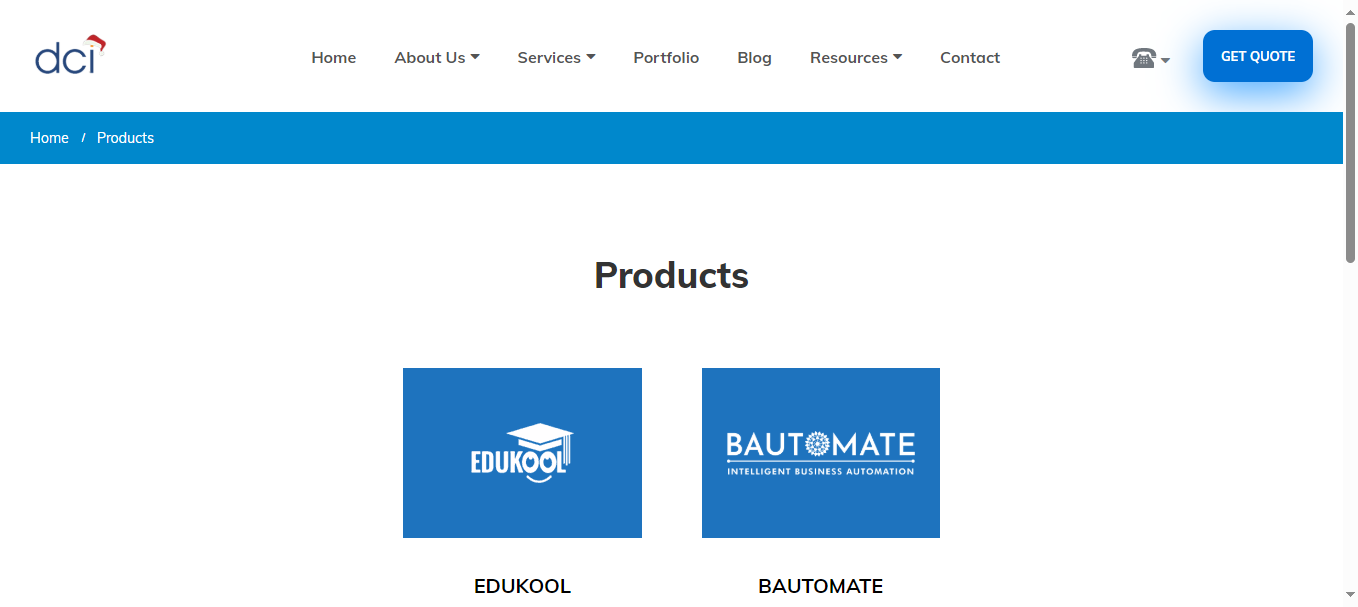 dci
Home About Us Services Portfolio Blog Resources Contact
GET QUOTE
Home / Products
Products
EDUKOOL
BAUTOMATE
INTELLIGENT BUSINESS AUTOMATION
EDUKOOL
BAUTOMATE